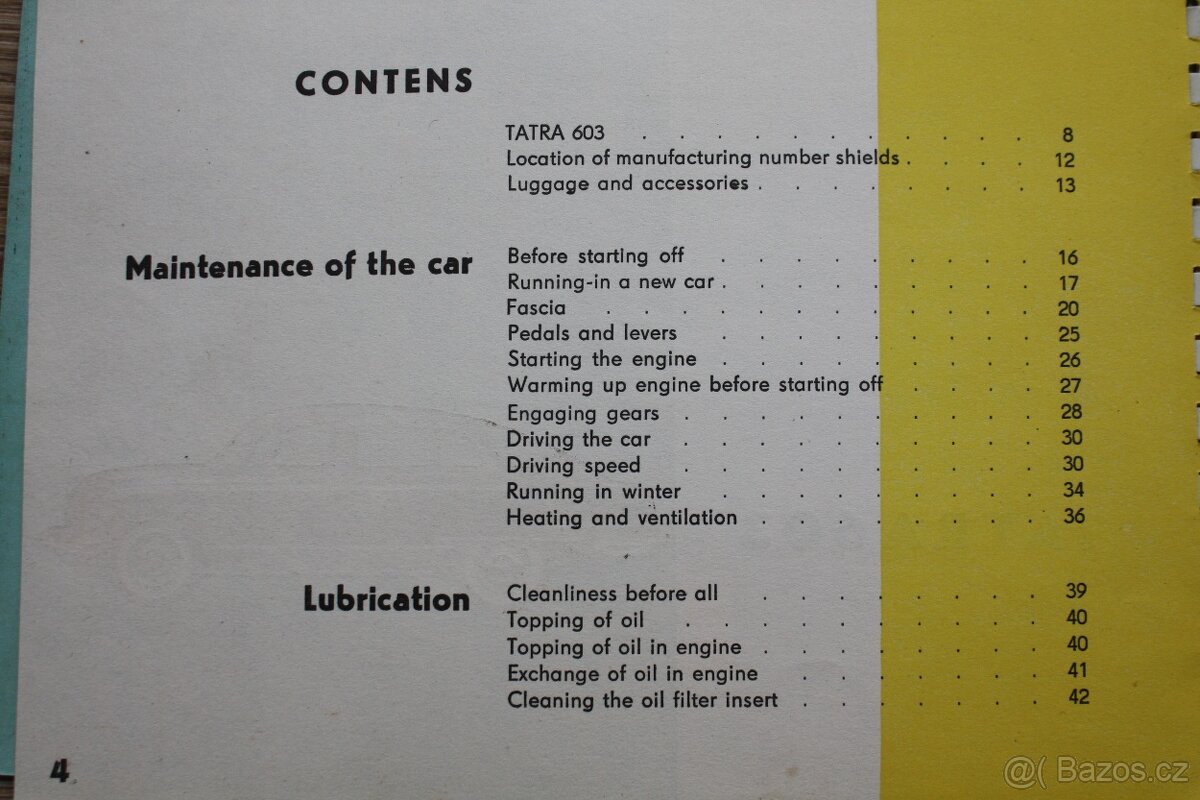 CONTENS
TATRA 603 . . . . . . . . . . . 8
Location of manufacturing number shields . . . . 12
Luggage and accessories . . . . . . . . 13
Maintenance of the car
Before starting off . . . . . . . . . 16
Running-in a new car . . . . . . . . . 17
Fascia . . . . . . . . . . . . 20
Pedals and levers . . . . . . . . . 25
Starting the engine . . . . . . . . . 26
Warming up engine before starting off . . . . 27
Engaging gears . . . . . . . . . . 28
Driving the car . . . . . . . . . . 30
Driving speed . . . . . . . . . . 30
Running in winter . . . . . . . . . 34
Heating and ventilation . . . . . . . . 36
Lubrication
Cleanliness before all . . . . . . . . 39
Topping of oil . . . . . . . . . . 40
Topping of oil in engine . . . . . . . . 40
Exchange of oil in engine . . . . . . . 41
Cleaning the oil filter insert . . . . . . . 42
4
@( Bazos.cz